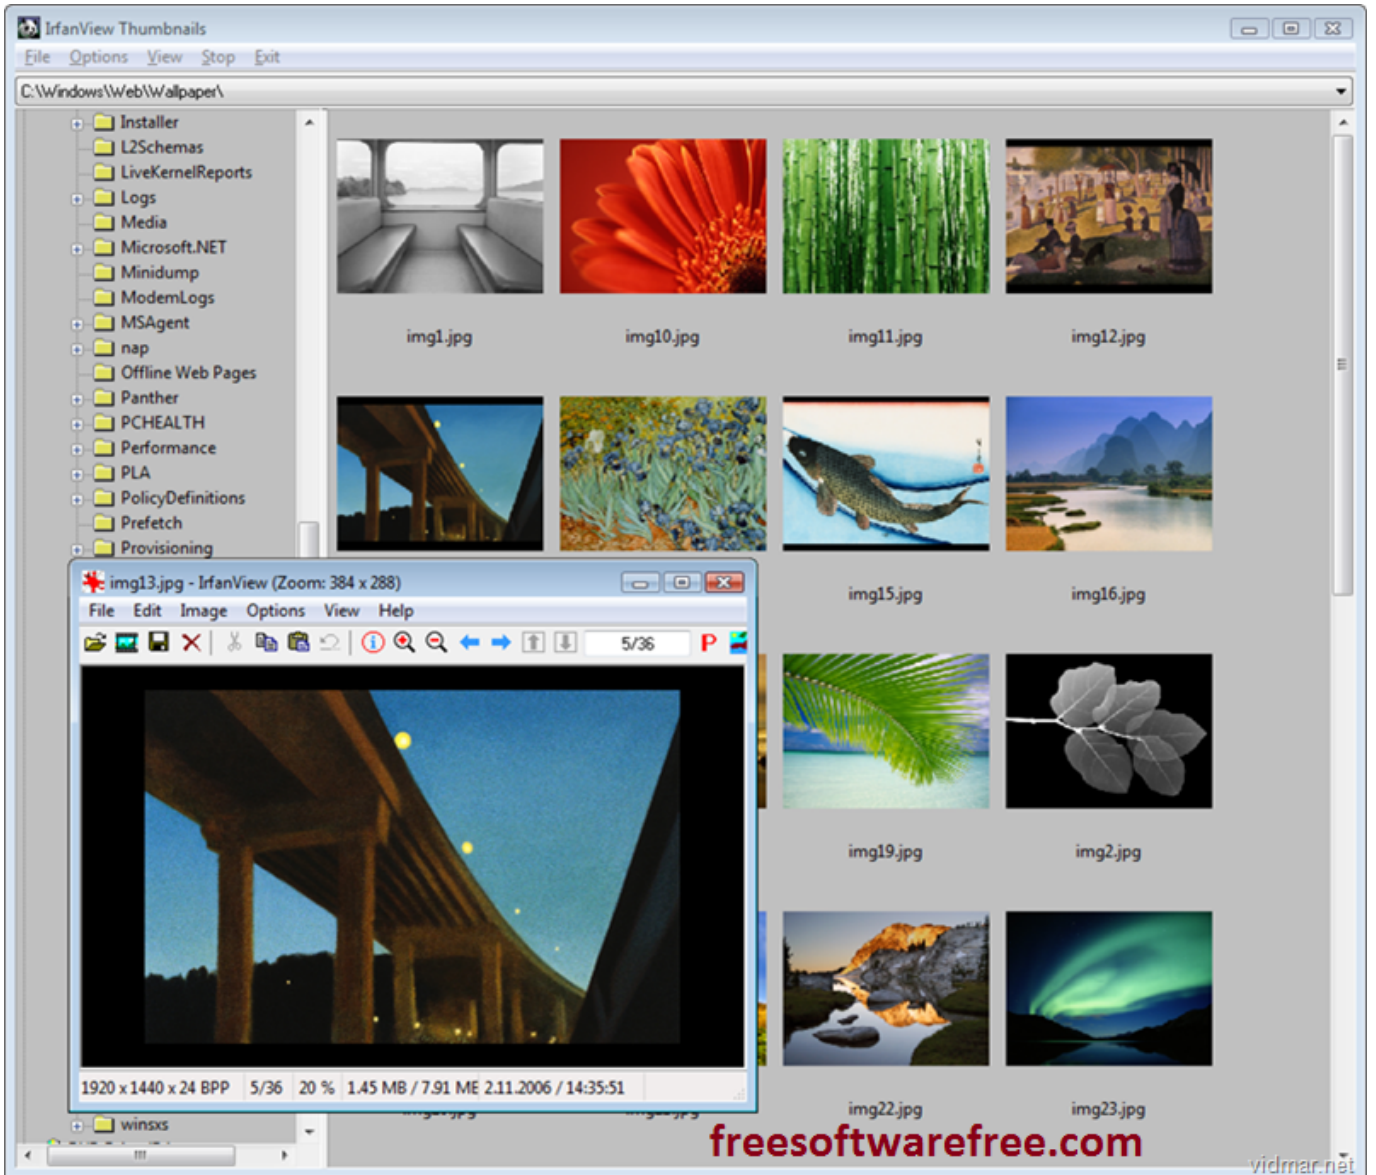 IrfanView Thumbnails
File Options View Stop Exit
C:\Windows\Web\Wallpaper\
Installer
L2Schemas
LiveKernelReports
Logs
Media
Microsoft.NET
Minidump
ModemLogs
MSAgent
nap
Offline Web Pages
Panther
PCHEALTH
Performance
PLA
PolicyDefinitions
Prefetch
Provisioning
winsxs
img1.jpg img10.jpg img11.jpg img12.jpg
img15.jpg img16.jpg
img19.jpg img2.jpg
img22.jpg img23.jpg
img13.jpg - IrfanView (Zoom: 384 x 288)
File Edit Image Options View Help
5/36 P
1920 x 1440 x 24 BPP 5/36 20 % 1.45 MB / 7.91 ME 2.11.2006 / 14:35:51
freesoftwarefree.com
vidmar.net